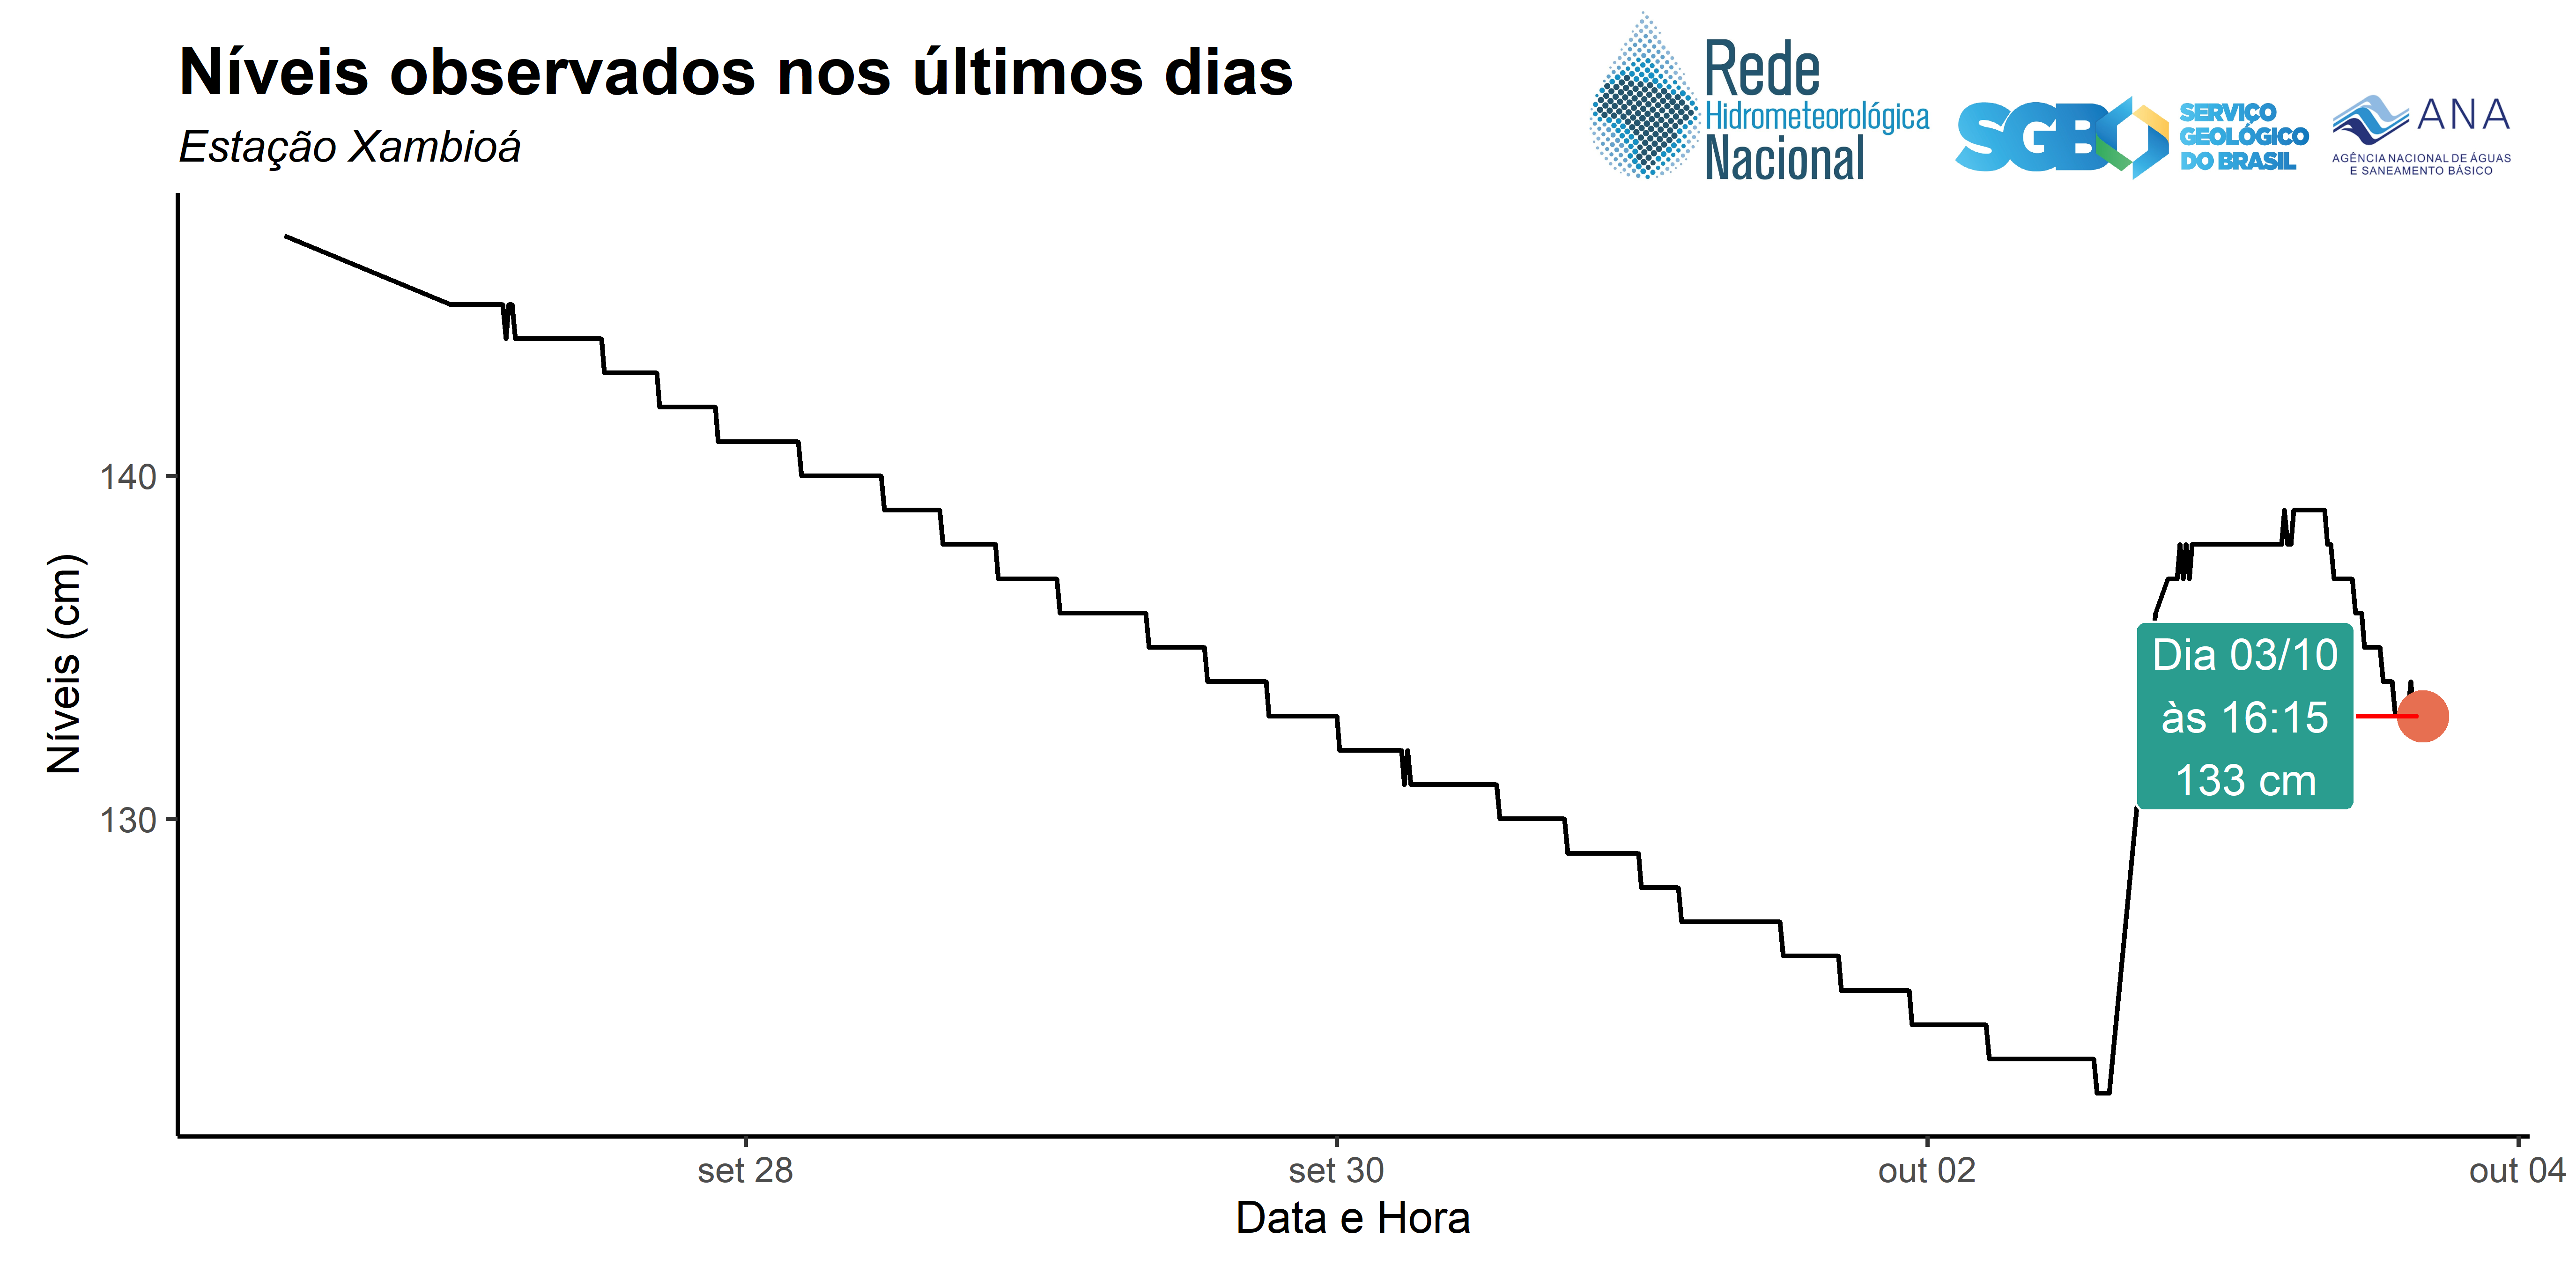 Níveis observados nos últimos dias
Estação Xambioá
Rede
Hidrometeorológica
Nacional
SGB
SERVIÇO
GEOLÓGICO
DO BRASIL
ANA
AGÊNCIA NACIONAL DE ÁGUAS
E SANEAMENTO BÁSICO
Níveis (cm)
140
130
Dia 03/10
às 16:15
133 cm
set 28
set 30
out 02
out 04
Data e Hora